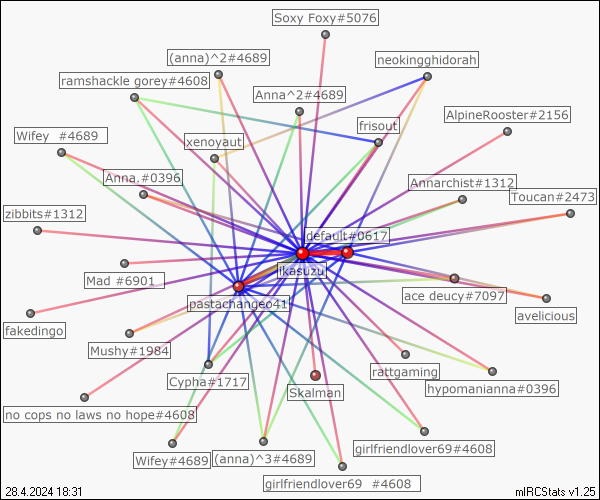 Soxy Foxy#5076
(anna)^2#4689
neokingghidorah
ramshackle gorey#4608
Anna^2#4689
AlpineRooster#2156
frisout
Wifey #4689
xenoyaut
Anna.#0396
Annarchist#1312
Toucan#2473
zibbits#1312
default#0617
Mad #6901
ikasuzu
ace deucy#7097
pastachangeo41
avelicious
fakedingo
Mushy#1984
rattgaming
Cypha#1717
hypomanianna#0396
Skalman
no cops no laws no hope#4608
girlfriendlover69#4608
Wifey#4689
(anna)^3#4689
girlfriendlover69 #4608
28.4.2024 18:31
mIRCStats v1.25